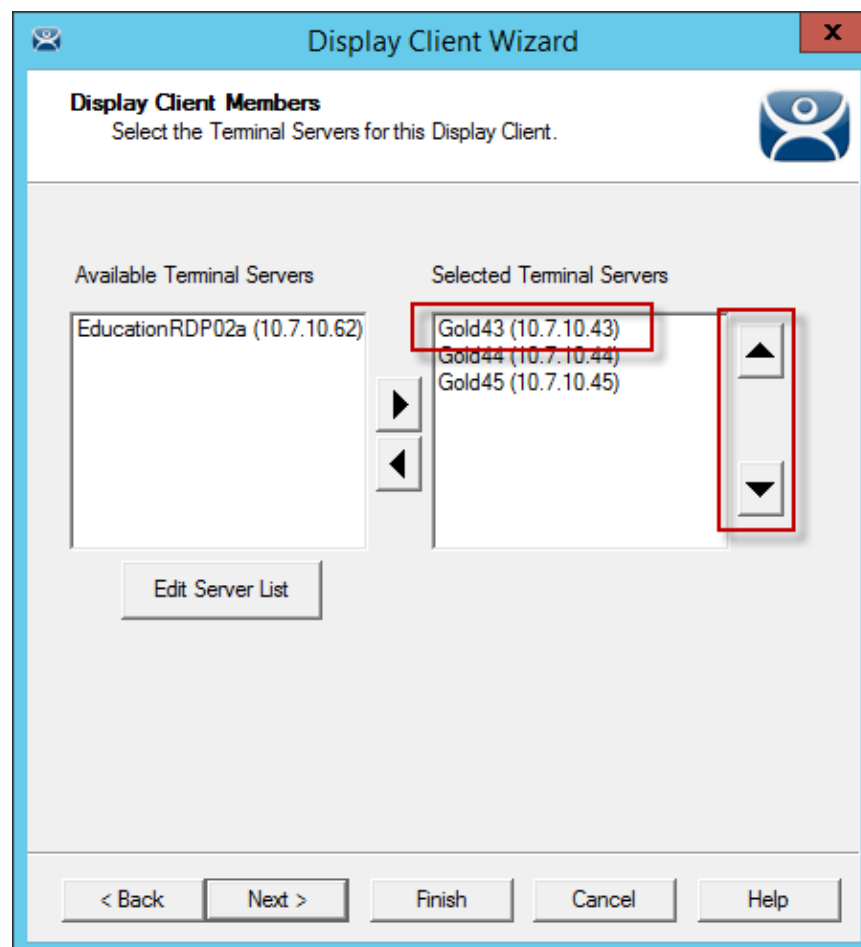 Display Client Wizard
x
Display Client Members
Select the Terminal Servers for this Display Client.
Available Terminal Servers
Selected Terminal Servers
EducationRDP02a (10.7.10.62)
Gold43 (10.7.10.43)
Gold44 (10.7.10.44)
Gold45 (10.7.10.45)
Edit Server List
< Back
Next >
Finish
Cancel
Help